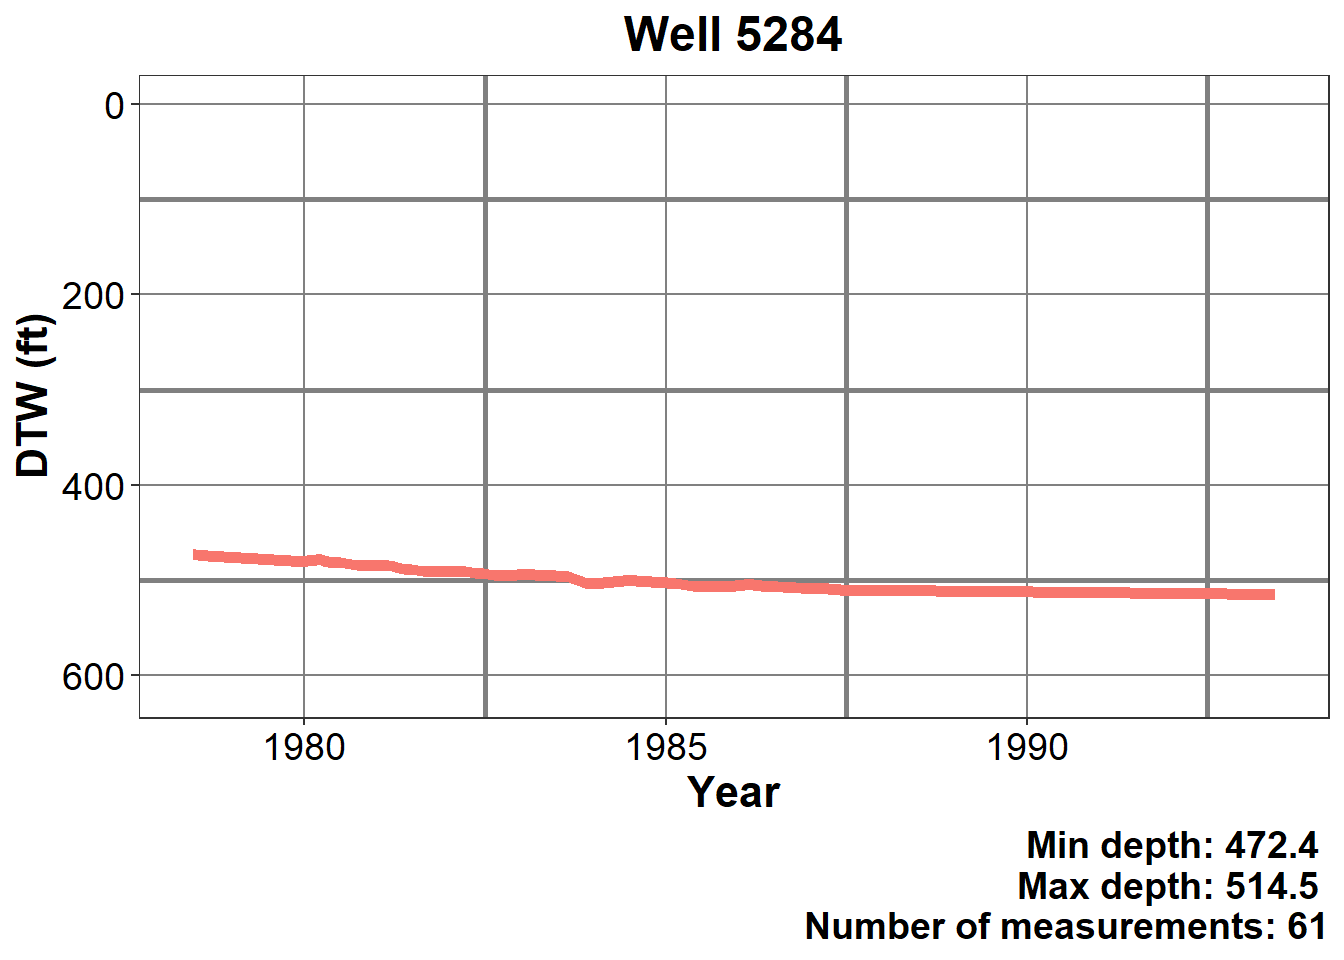 Well 5284
0
200
400
600
DTW (ft)
1980 1985 1990
Year
Min depth: 472.4
Max depth: 514.5
Number of measurements: 61